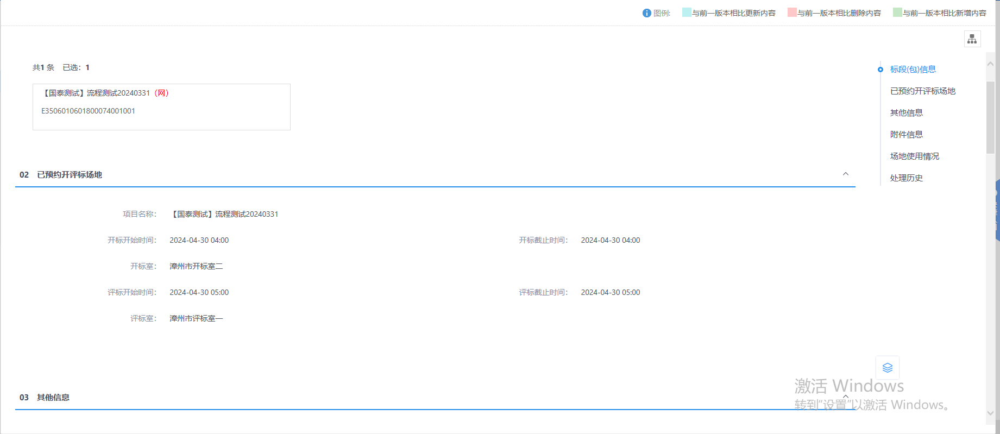 图例: 与前一版本相比更新内容 与前一版本相比删除内容 与前一版本相比新增内容
共1 条 已选：1
【国泰测试】流程测试20240331（网）
E3506010601800074001001
标段(包)信息
已预约开评标场地
其他信息
附件信息
场地使用情况
处理历史
02 已预约开评标场地
项目名称： 【国泰测试】流程测试20240331
开标开始时间： 2024-04-30 04:00 开标截止时间： 2024-04-30 04:00
开标室： 漳州市开标室二
评标开始时间： 2024-04-30 05:00 评标截止时间： 2024-04-30 05:00
评标室： 漳州市评标室一
03 其他信息
激活 Windows
转到“设置”以激活 Windows。